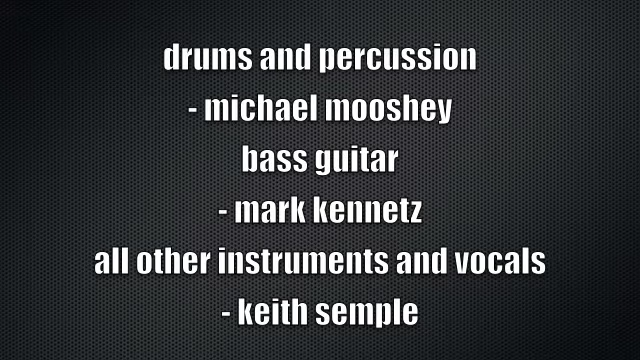 drums and percussion
- michael mooshey
bass guitar
- mark kennetz
all other instruments and vocals
- keith semple